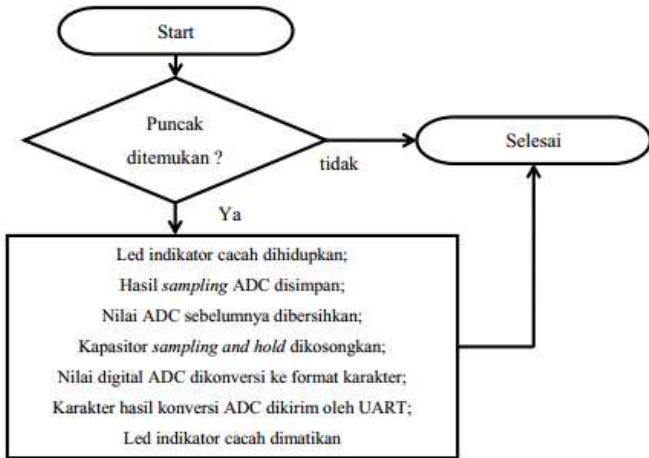 Start
Puncak
ditemukan ?
tidak
Selesai
Ya
Led indikator cacah dihidupkan;
Hasil sampling ADC disimpan;
Nilai ADC sebelumnya dibersihkan;
Kapasitor sampling and hold dikosongkan;
Nilai digital ADC dikonversi ke format karakter;
Karakter hasil konversi ADC dikirim oleh UART;
Led indikator cacah dimatikan